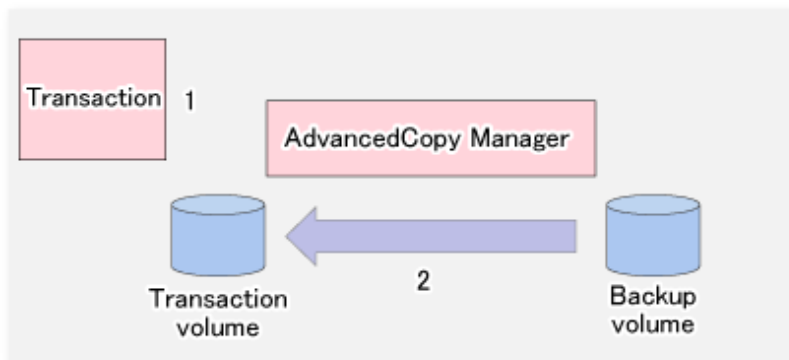 Transaction 1
AdvancedCopy Manager
2
Transaction
volume
Backup
volume